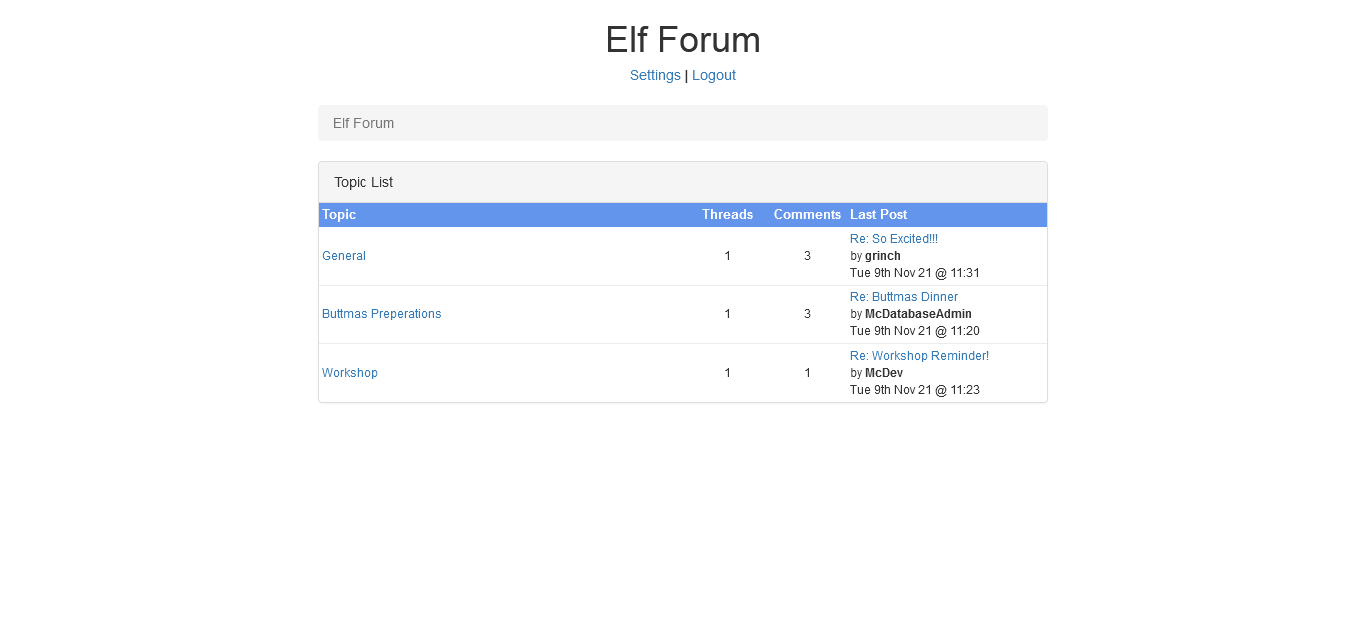 Elf Forum
Settings | Logout
Elf Forum
Topic List
Topic Threads Comments Last Post
General 1 3 Re: So Excited!!!
by grinch
Tue 9th Nov 21 @ 11:31
Buttmas Preperations 1 3 Re: Buttmas Dinner
by McDatabaseAdmin
Tue 9th Nov 21 @ 11:20
Workshop 1 1 Re: Workshop Reminder!
by McDev
Tue 9th Nov 21 @ 11:23